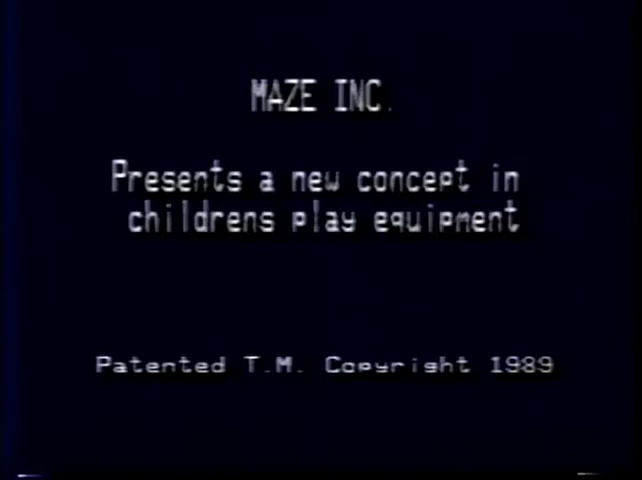 MAZE INC.
Presents a new concept in
childrens play equipment
Patented T.M. Copyright 1989